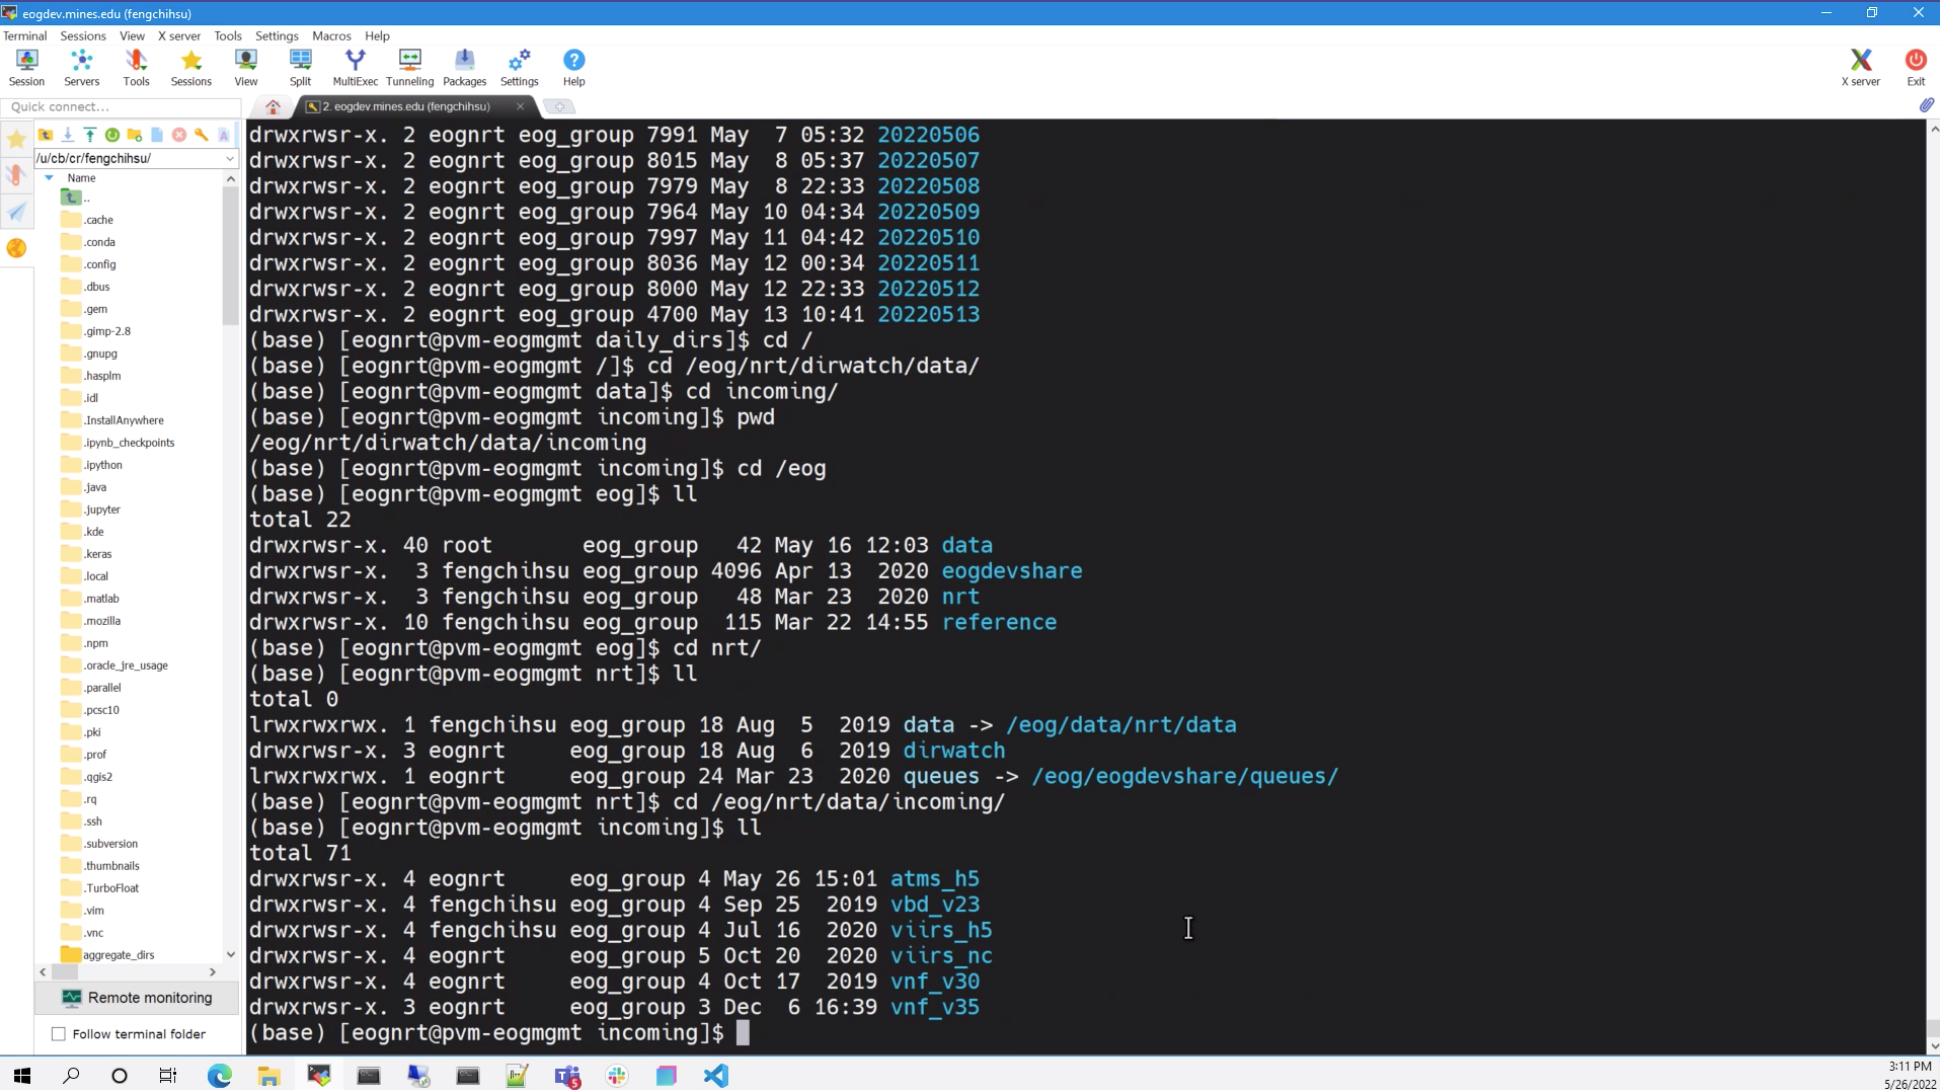 eogdev.mines.edu (fengchihsu)
Terminal Sessions View X server Tools Settings Macros Help
Session Servers Tools Sessions View Split MultiExec Tunneling Packages Settings Help X server Exit
Quick connect...
2. eogdev.mines.edu (fengchihsu)
/u/cb/cr/fengchihsu/
Name
..
.cache
.conda
.config
.dbus
.gem
.gimp-2.8
.gnupg
.hasplm
.idl
.InstallAnywhere
.ipynb_checkpoints
.ipython
.java
.jupyter
.kde
.keras
.local
.matlab
.mozilla
.npm
.oracle_jre_usage
.parallel
.pcsc10
.pki
.prof
.qgis2
.rq
.ssh
.subversion
.thumbnails
.TurboFloat
.vim
.vnc
aggregate_dirs
Remote monitoring
Follow terminal folder
drwxrwsr-x. 2 eognrt eog_group 7991 May  7 05:32 20220506
drwxrwsr-x. 2 eognrt eog_group 8015 May  8 05:37 20220507
drwxrwsr-x. 2 eognrt eog_group 7979 May  8 22:33 20220508
drwxrwsr-x. 2 eognrt eog_group 7964 May 10 04:34 20220509
drwxrwsr-x. 2 eognrt eog_group 7997 May 11 04:42 20220510
drwxrwsr-x. 2 eognrt eog_group 8036 May 12 00:34 20220511
drwxrwsr-x. 2 eognrt eog_group 8000 May 12 22:33 20220512
drwxrwsr-x. 2 eognrt eog_group 4700 May 13 10:41 20220513
(base) [eognrt@pvm-eogmgmt daily_dirs]$ cd /
(base) [eognrt@pvm-eogmgmt /]$ cd /eog/nrt/dirwatch/data/
(base) [eognrt@pvm-eogmgmt data]$ cd incoming/
(base) [eognrt@pvm-eogmgmt incoming]$ pwd
/eog/nrt/dirwatch/data/incoming
(base) [eognrt@pvm-eogmgmt incoming]$ cd /eog
(base) [eognrt@pvm-eogmgmt eog]$ ll
total 22
drwxrwsr-x. 40 root       eog_group   42 May 16 12:03 data
drwxrwsr-x.  3 fengchihsu eog_group 4096 Apr 13  2020 eogdevshare
drwxrwsr-x.  3 fengchihsu eog_group   48 Mar 23  2020 nrt
drwxrwsr-x. 10 fengchihsu eog_group  115 Mar 22 14:55 reference
(base) [eognrt@pvm-eogmgmt eog]$ cd nrt/
(base) [eognrt@pvm-eogmgmt nrt]$ ll
total 0
lrwxrwxrwx. 1 fengchihsu eog_group 18 Aug  5  2019 data -> /eog/data/nrt/data
drwxrwsr-x. 3 eognrt     eog_group 18 Aug  6  2019 dirwatch
lrwxrwxrwx. 1 eognrt     eog_group 24 Mar 23  2020 queues -> /eog/eogdevshare/queues/
(base) [eognrt@pvm-eogmgmt nrt]$ cd /eog/nrt/data/incoming/
(base) [eognrt@pvm-eogmgmt incoming]$ ll
total 71
drwxrwsr-x. 4 eognrt     eog_group 4 May 26 15:01 atms_h5
drwxrwsr-x. 4 fengchihsu eog_group 4 Sep 25  2019 vbd_v23
drwxrwsr-x. 4 fengchihsu eog_group 4 Jul 16  2020 viirs_h5
drwxrwsr-x. 4 eognrt     eog_group 5 Oct 20  2020 viirs_nc
drwxrwsr-x. 4 eognrt     eog_group 4 Oct 17  2019 vnf_v30
drwxrwsr-x. 3 eognrt     eog_group 3 Dec  6 16:39 vnf_v35
(base) [eognrt@pvm-eogmgmt incoming]$
5
3:11 PM
5/26/2022